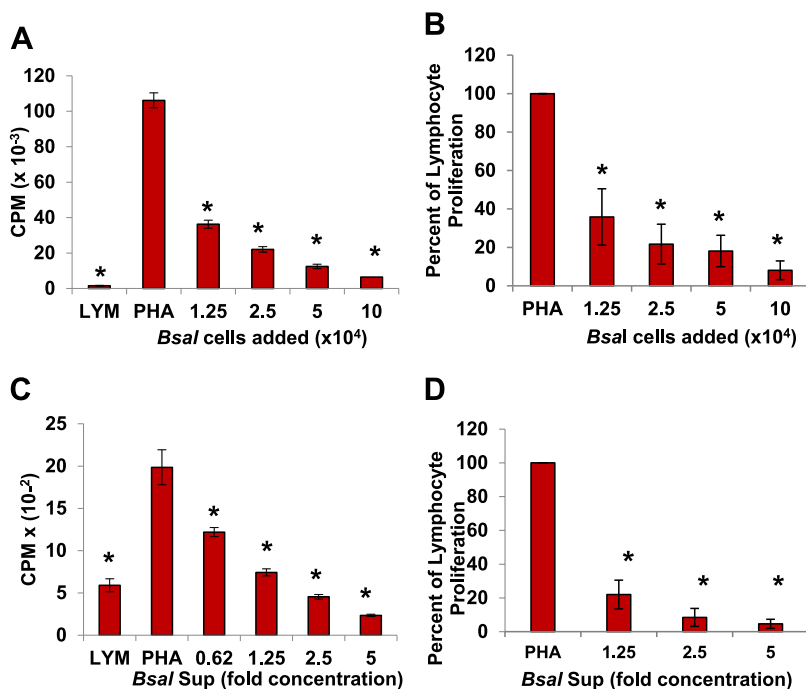 A
CPM (x 10-3)
120
100
80
60
40
20
0
*
*
*
*
*
LYM PHA 1.25 2.5 5 10
Bsal cells added (x104)
B
Percent of Lymphocyte
Proliferation
120
100
80
60
40
20
0
*
*
*
*
PHA 1.25 2.5 5 10
Bsal cells added (x104)
C
CPM x (10-2)
25
20
15
10
5
0
*
*
*
*
*
LYM PHA 0.62 1.25 2.5 5
Bsal Sup (fold concentration)
D
Percent of Lymphocyte
Proliferation
120
100
80
60
40
20
0
*
*
*
PHA 1.25 2.5 5
Bsal Sup (fold concentration)